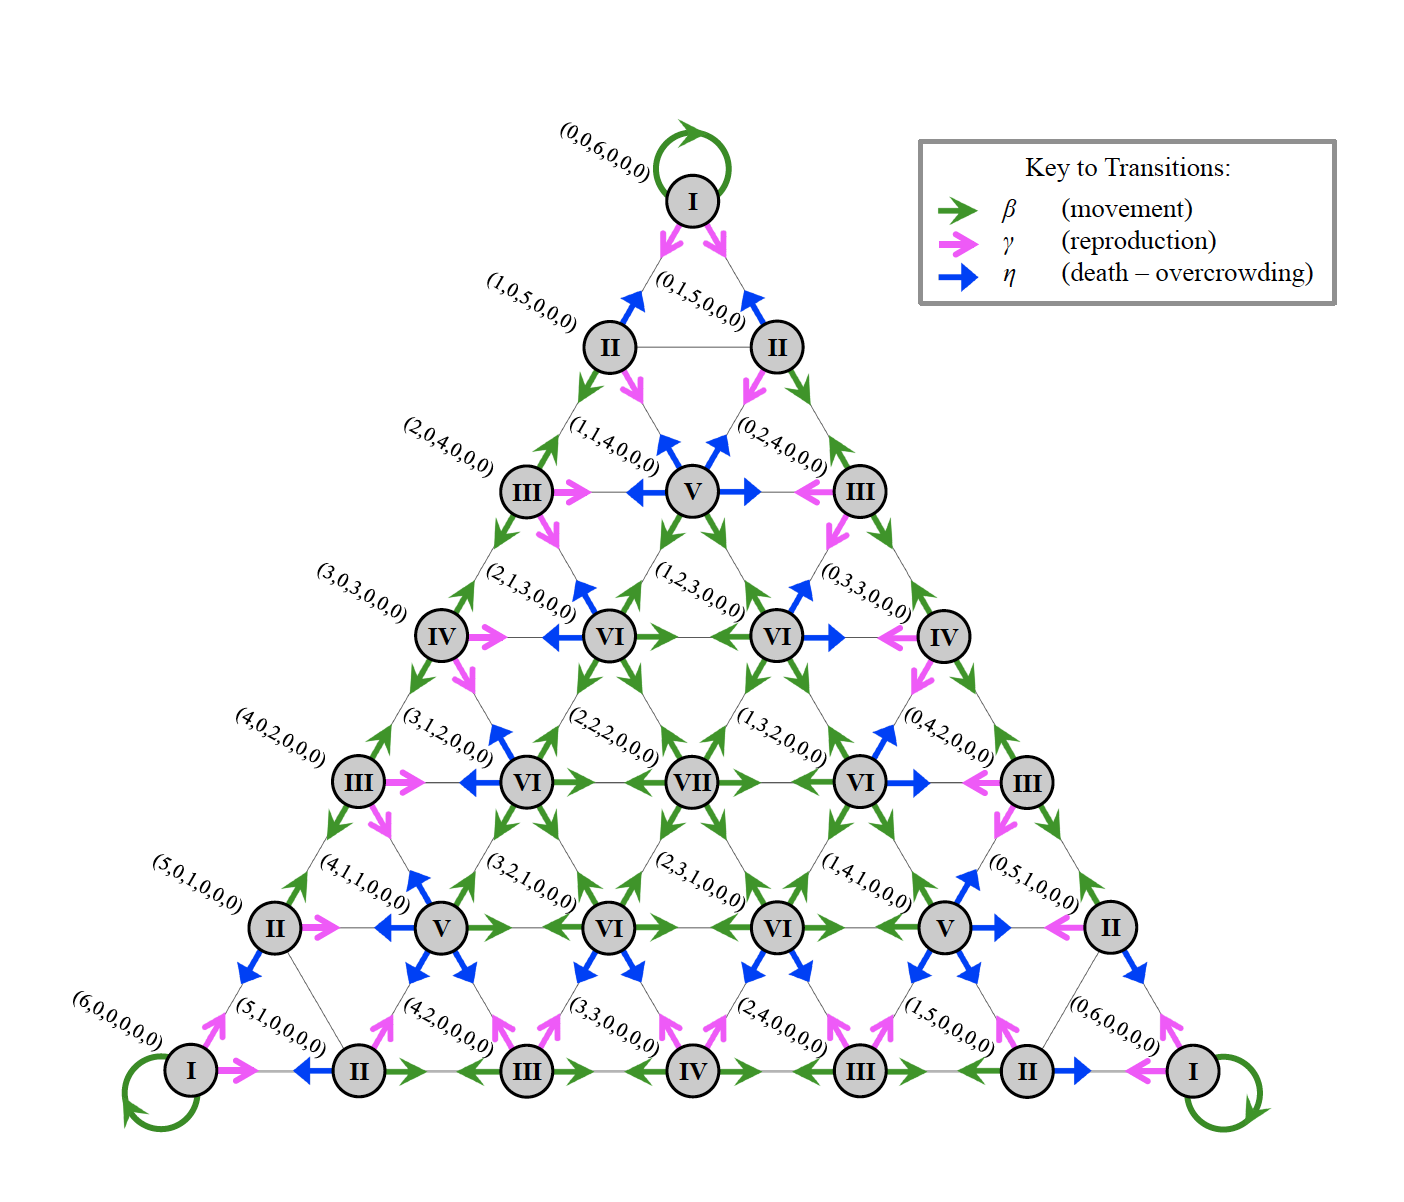 (0,0,6,0,0,0)
Key to Transitions:
β (movement)
γ (reproduction)
η (death – overcrowding)
I
(1,0,5,0,0,0) (0,1,5,0,0,0)
II II
(2,0,4,0,0,0) (1,1,4,0,0,0) (0,2,4,0,0,0)
III V III
(3,0,3,0,0,0) (2,1,3,0,0,0) (1,2,3,0,0,0) (0,3,3,0,0,0)
IV VI VI IV
(4,0,2,0,0,0) (3,1,2,0,0,0) (2,2,2,0,0,0) (1,3,2,0,0,0) (0,4,2,0,0,0)
III VI VII VI III
(5,0,1,0,0,0) (4,1,1,0,0,0) (3,2,1,0,0,0) (2,3,1,0,0,0) (1,4,1,0,0,0) (0,5,1,0,0,0)
II V VI VI V II
(6,0,0,0,0,0) (5,1,0,0,0,0) (4,2,0,0,0,0) (3,3,0,0,0,0) (2,4,0,0,0,0) (1,5,0,0,0,0) (0,6,0,0,0,0)
I II III IV III II I